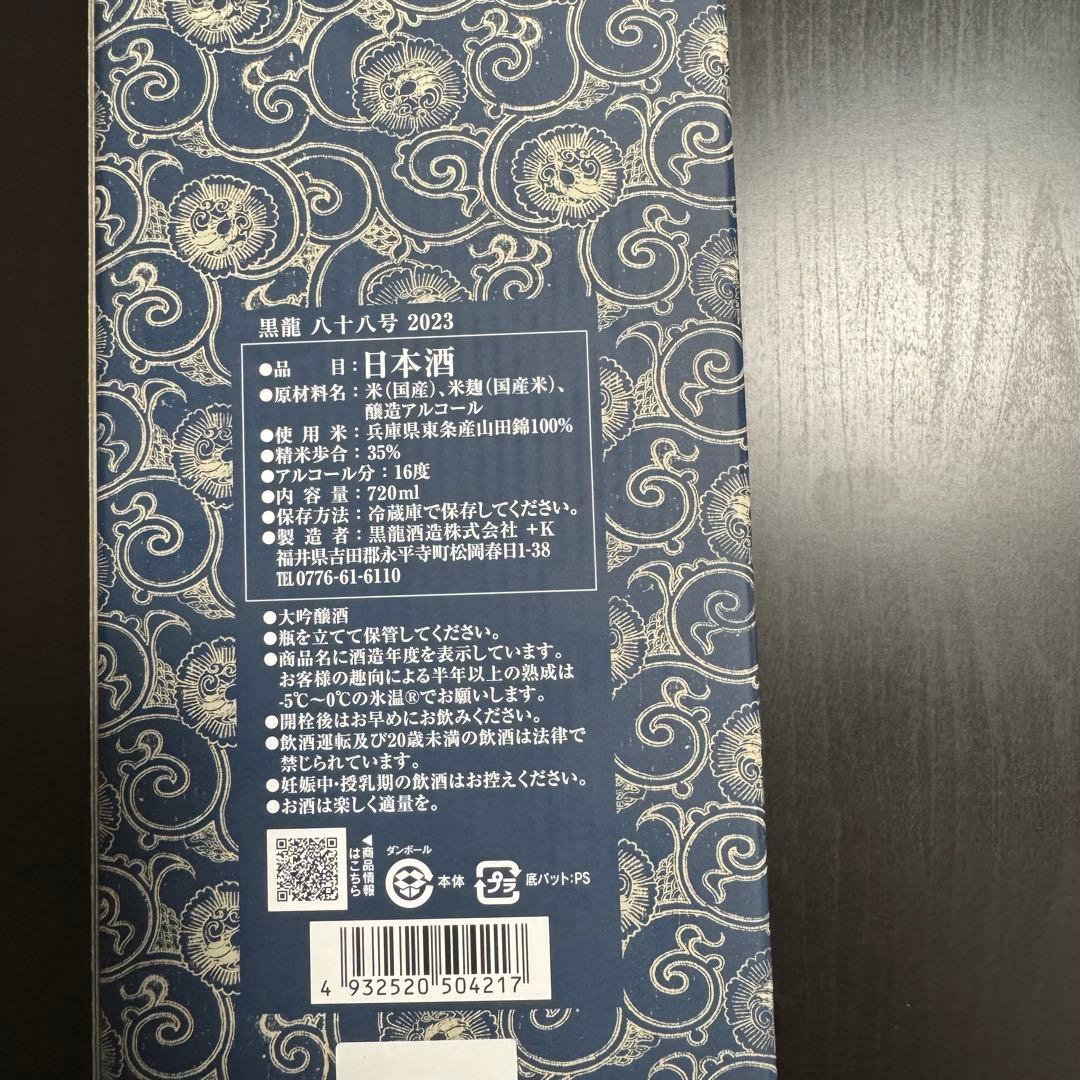 黒龍 八十八号 2023
●品　　目：日本酒
●原材料名：米（国産）、米麹（国産米）、
醸造アルコール
●使 用 米：兵庫県東条産山田錦100%
●精米歩合：35%
●アルコール分：16度
●内 容 量：720ml
●保存方法：冷蔵庫で保存してください。
●製 造 者：黒龍酒造株式会社 +K
福井県吉田郡永平寺町松岡春日1-38
℡0776-61-6110
●大吟醸酒
●瓶を立てて保管してください。
●商品名に酒造年度を表示しています。
お客様の趣向による半年以上の熟成は
-5℃〜0℃の氷温®でお願いします。
●開栓後はお早めにお飲みください。
●飲酒運転及び20歳未満の飲酒は法律で
禁じられています。
●妊娠中・授乳期の飲酒はお控えください。
●お酒は楽しく適量を。
◀商品情報
はこちら
ダンボール
本体
プラ
底パット：PS
4 932520 504217